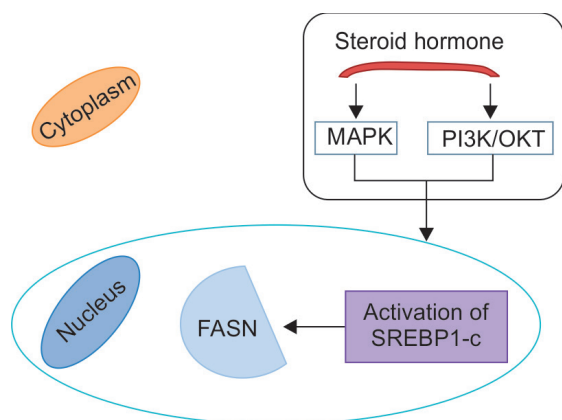 Steroid hormone
Cytoplasm
MAPK
PI3K/OKT
Nucleus
FASN
Activation of
SREBP1-c